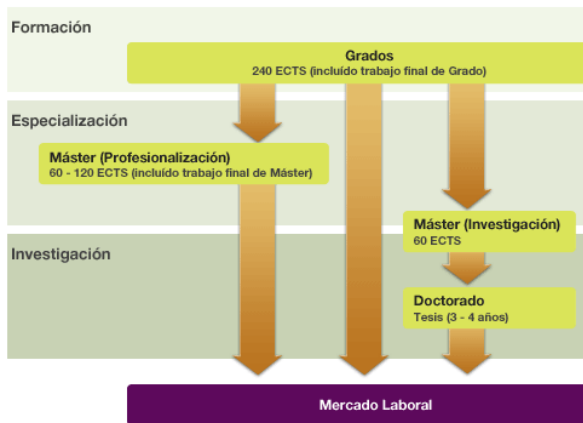 Formación
Grados
240 ECTS (incluído trabajo final de Grado)
Especialización
Máster (Profesionalización)
60 - 120 ECTS (incluído trabajo final de Máster)
Máster (Investigación)
60 ECTS
Investigación
Doctorado
Tesis (3 - 4 años)
Mercado Laboral